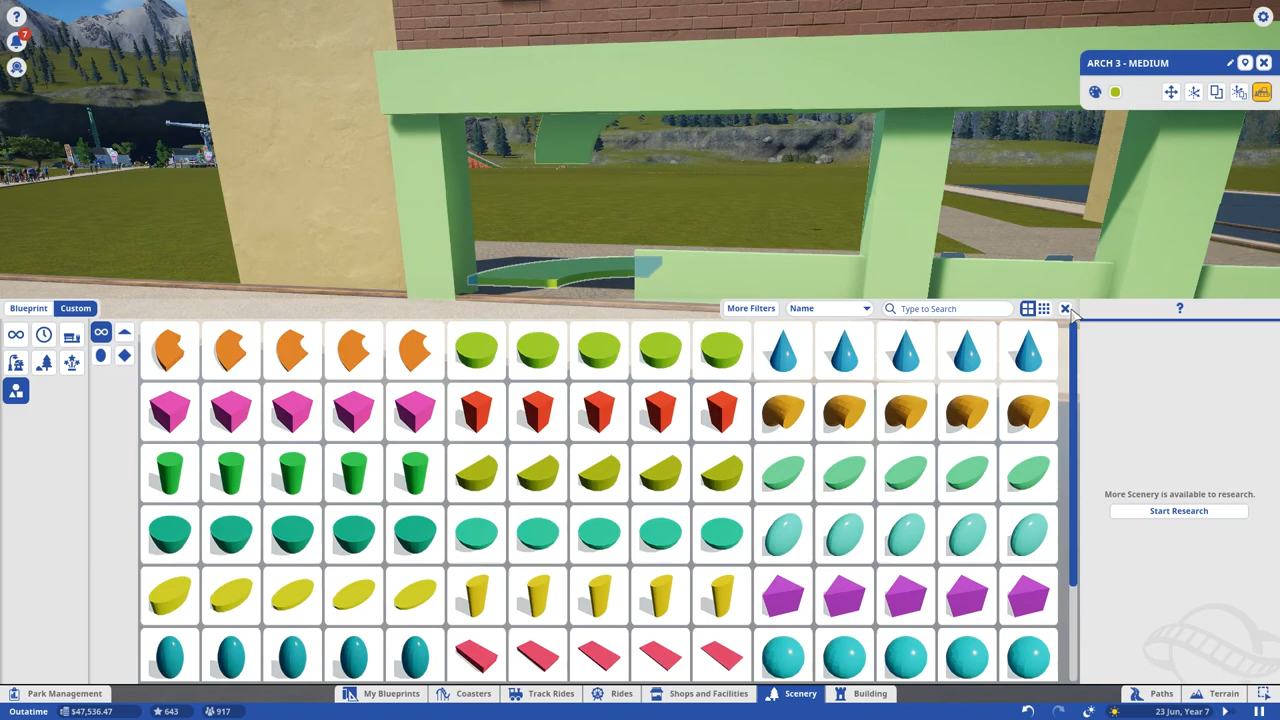 ?
7
ARCH 3 - MEDIUM
Blueprint
Custom
More Filters
Name
Type to Search
?
More Scenery is available to research.
Start Research
Park Management
My Blueprints
Coasters
Track Rides
Rides
Shops and Facilities
Scenery
Building
Paths
Terrain
Outatime
$47,536.47
643
917
23 Jun, Year 7